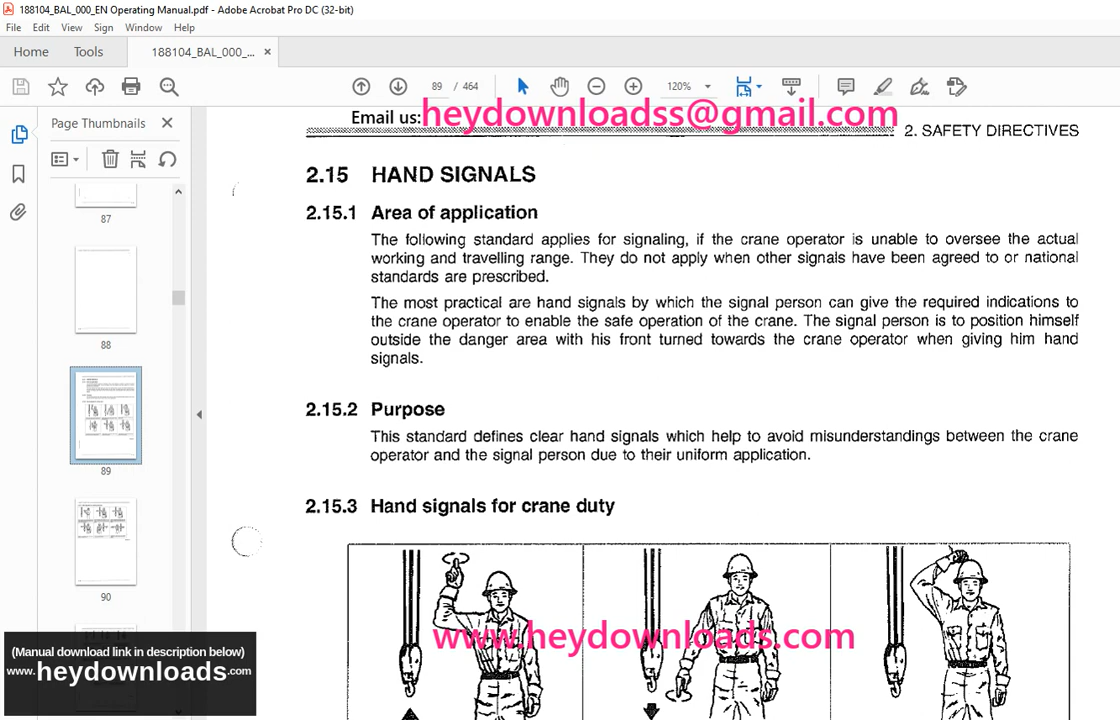 188104_BAL_000_EN Operating Manual.pdf - Adobe Acrobat Pro DC (32-bit)
File Edit View Sign Window Help
Home Tools 188104_BAL_000_... ×
89 / 464 120%
Page Thumbnails
87
88
89
90
Email us: heydownloadss@gmail.com
2. SAFETY DIRECTIVES
2.15 HAND SIGNALS
2.15.1 Area of application
The following standard applies for signaling, if the crane operator is unable to oversee the actual
working and travelling range. They do not apply when other signals have been agreed to or national
standards are prescribed.
The most practical are hand signals by which the signal person can give the required indications to
the crane operator to enable the safe operation of the crane. The signal person is to position himself
outside the danger area with his front turned towards the crane operator when giving him hand
signals.
2.15.2 Purpose
This standard defines clear hand signals which help to avoid misunderstandings between the crane
operator and the signal person due to their uniform application.
2.15.3 Hand signals for crane duty
www.heydownloads.com
(Manual download link in description below)
www.heydownloads.com